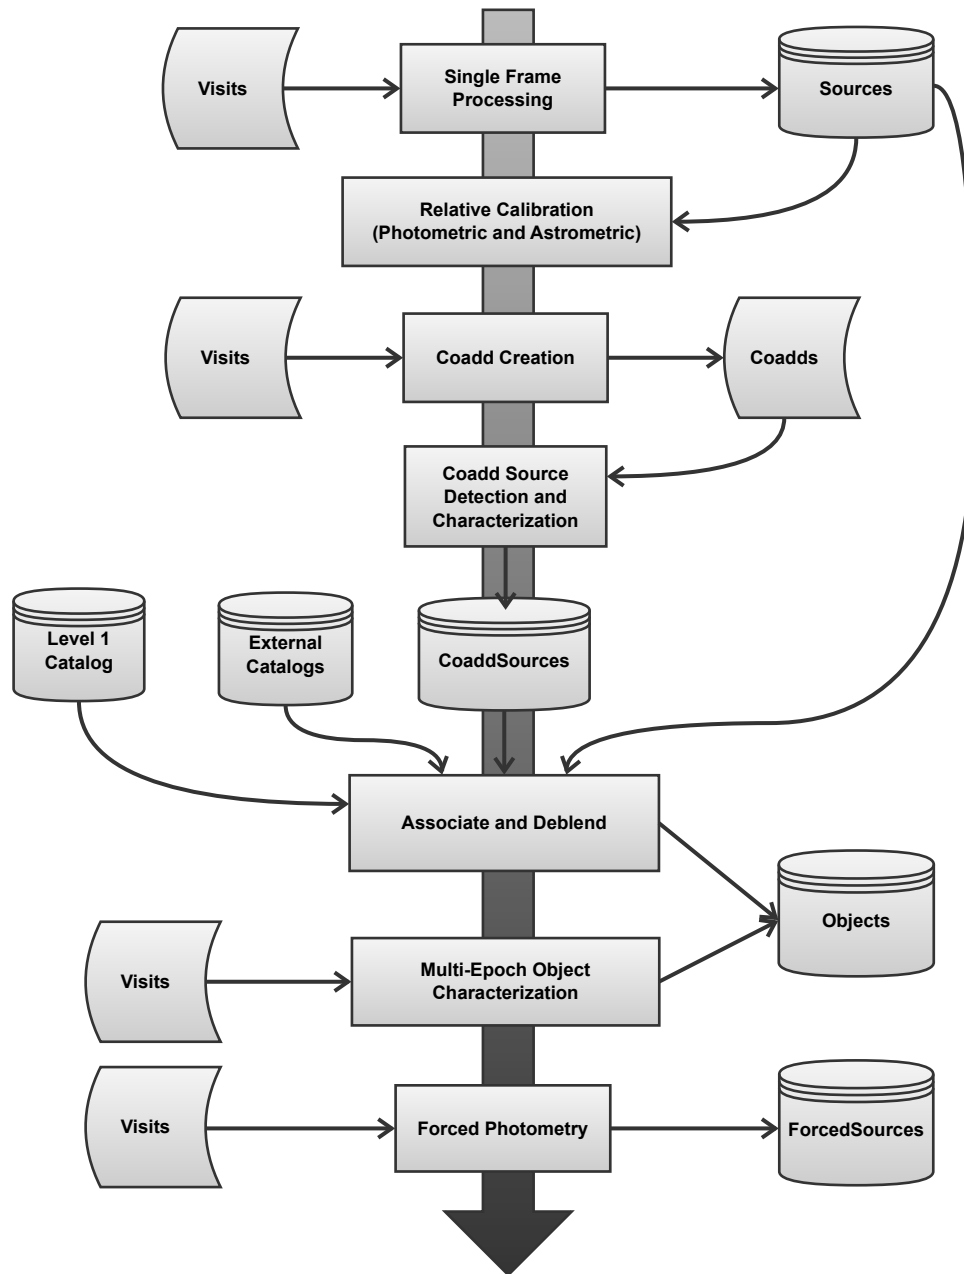 Visits
Single Frame
Processing
Sources
Relative Calibration
(Photometric and Astrometric)
Visits
Coadd Creation
Coadds
Coadd Source
Detection and
Characterization
Level 1
Catalog
External
Catalogs
CoaddSources
Associate and Deblend
Objects
Visits
Multi-Epoch Object
Characterization
Visits
Forced Photometry
ForcedSources